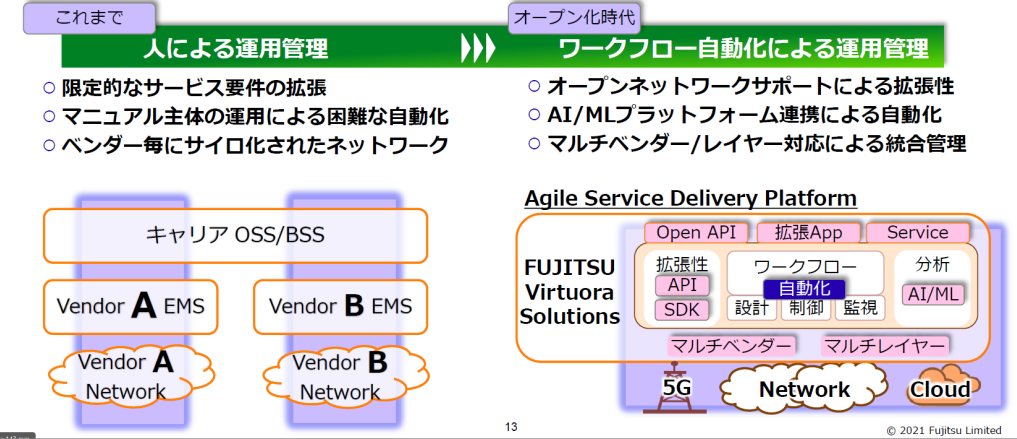 これまで
人による運用管理
オープン化時代
ワークフロー自動化による運用管理
○ 限定的なサービス要件の拡張
○ マニュアル主体の運用による困難な自動化
○ ベンダー毎にサイロ化されたネットワーク
○ オープンネットワークサポートによる拡張性
○ AI/MLプラットフォーム連携による自動化
○ マルチベンダー/レイヤー対応による統合管理
キャリア OSS/BSS
Vendor A EMS
Vendor B EMS
Vendor A
Network
Vendor B
Network
Agile Service Delivery Platform
FUJITSU
Virtuora
Solutions
Open API
拡張App
Service
拡張性
API
SDK
ワークフロー
自動化
設計
制御
監視
分析
AI/ML
マルチベンダー
マルチレイヤー
5G
Network
Cloud
13
© 2021 Fujitsu Limited